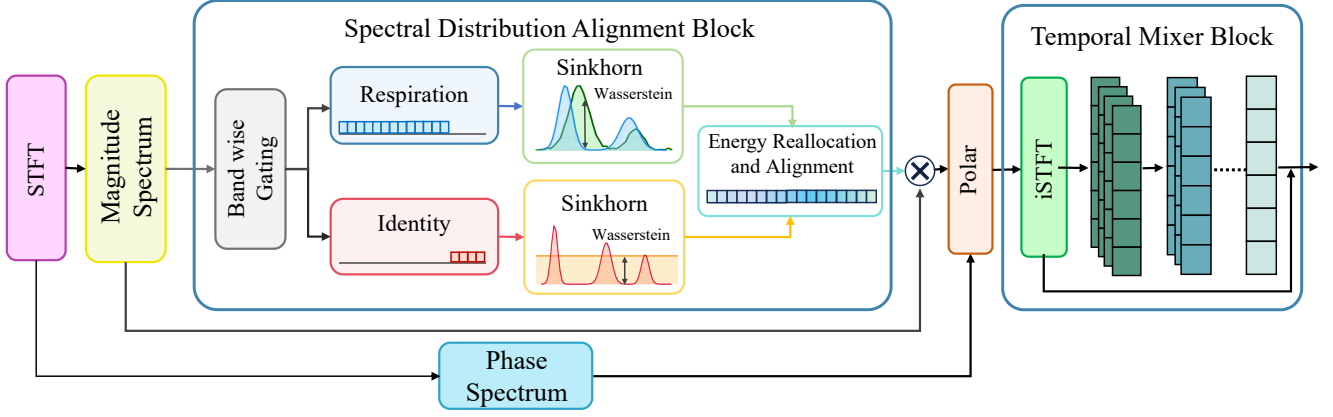 Spectral Distribution Alignment Block
Temporal Mixer Block
STFT
Magnitude
Spectrum
Band wise
Gating
Respiration
Sinkhorn
Wasserstein
Identity
Sinkhorn
Wasserstein
Energy Reallocation
and Alignment
Polar
iSTFT
Phase
Spectrum